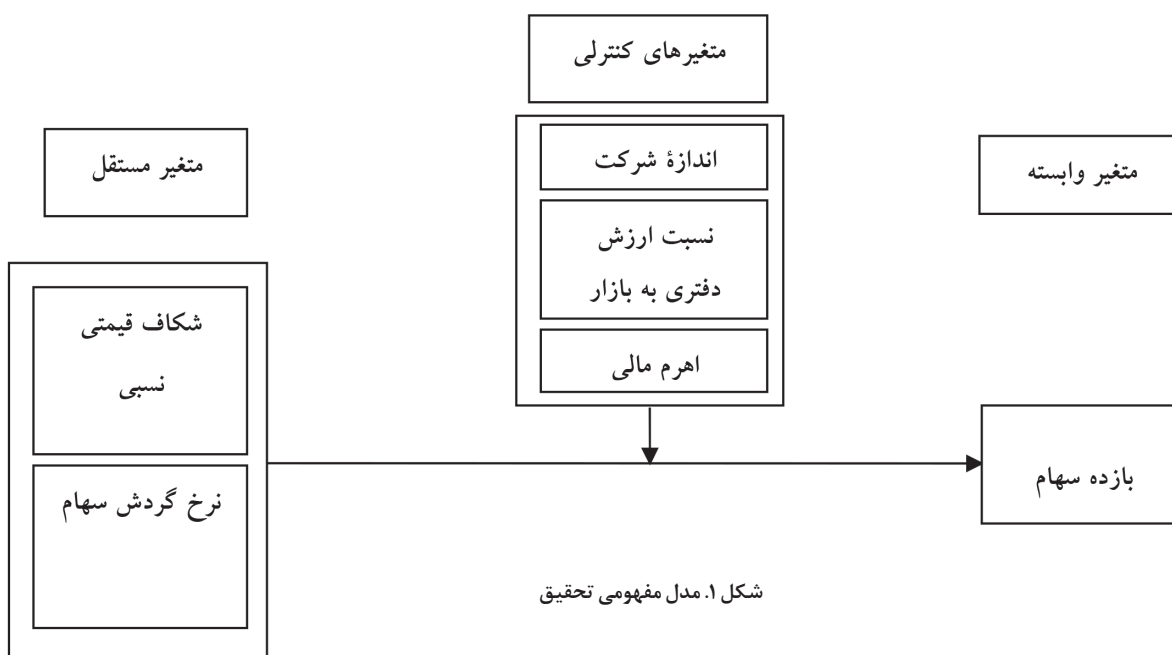 متغیرهای کنترلی
متغیر مستقل
اندازۀ شرکت
متغیر وابسته
نسبت ارزش
دفتری به بازار
شکاف قیمتی
نسبی
اهرم مالی
بازده سهام
نرخ گردش سهام
شکل ۱. مدل مفهومی تحقیق